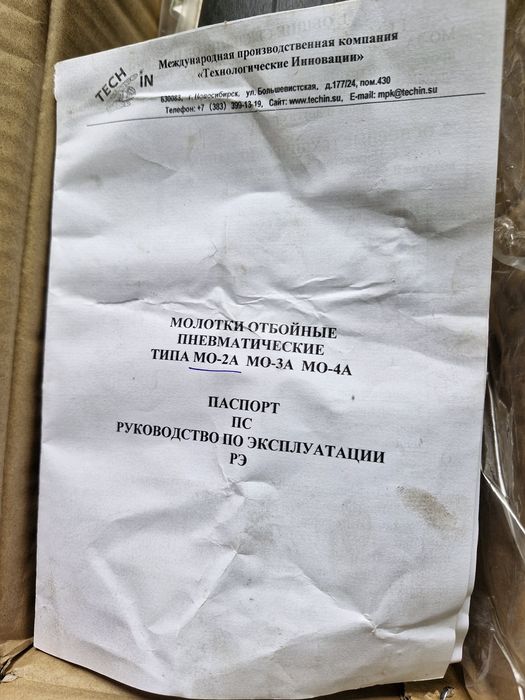 TECH
iN
Международная производственная компания
«Технологические Инновации»
630083, г. Новосибирск, ул. Большевистская, д.177/24, пом.430
Телефон: +7 (383) 399-13-19, Сайт: www.techin.su, E-mail: mpk@techin.su
МОЛОТКИ ОТБОЙНЫЕ
ПНЕВМАТИЧЕСКИЕ
ТИПА МО-2А МО-3А МО-4А
ПАСПОРТ
ПС
РУКОВОДСТВО ПО ЭКСПЛУАТАЦИИ
РЭ